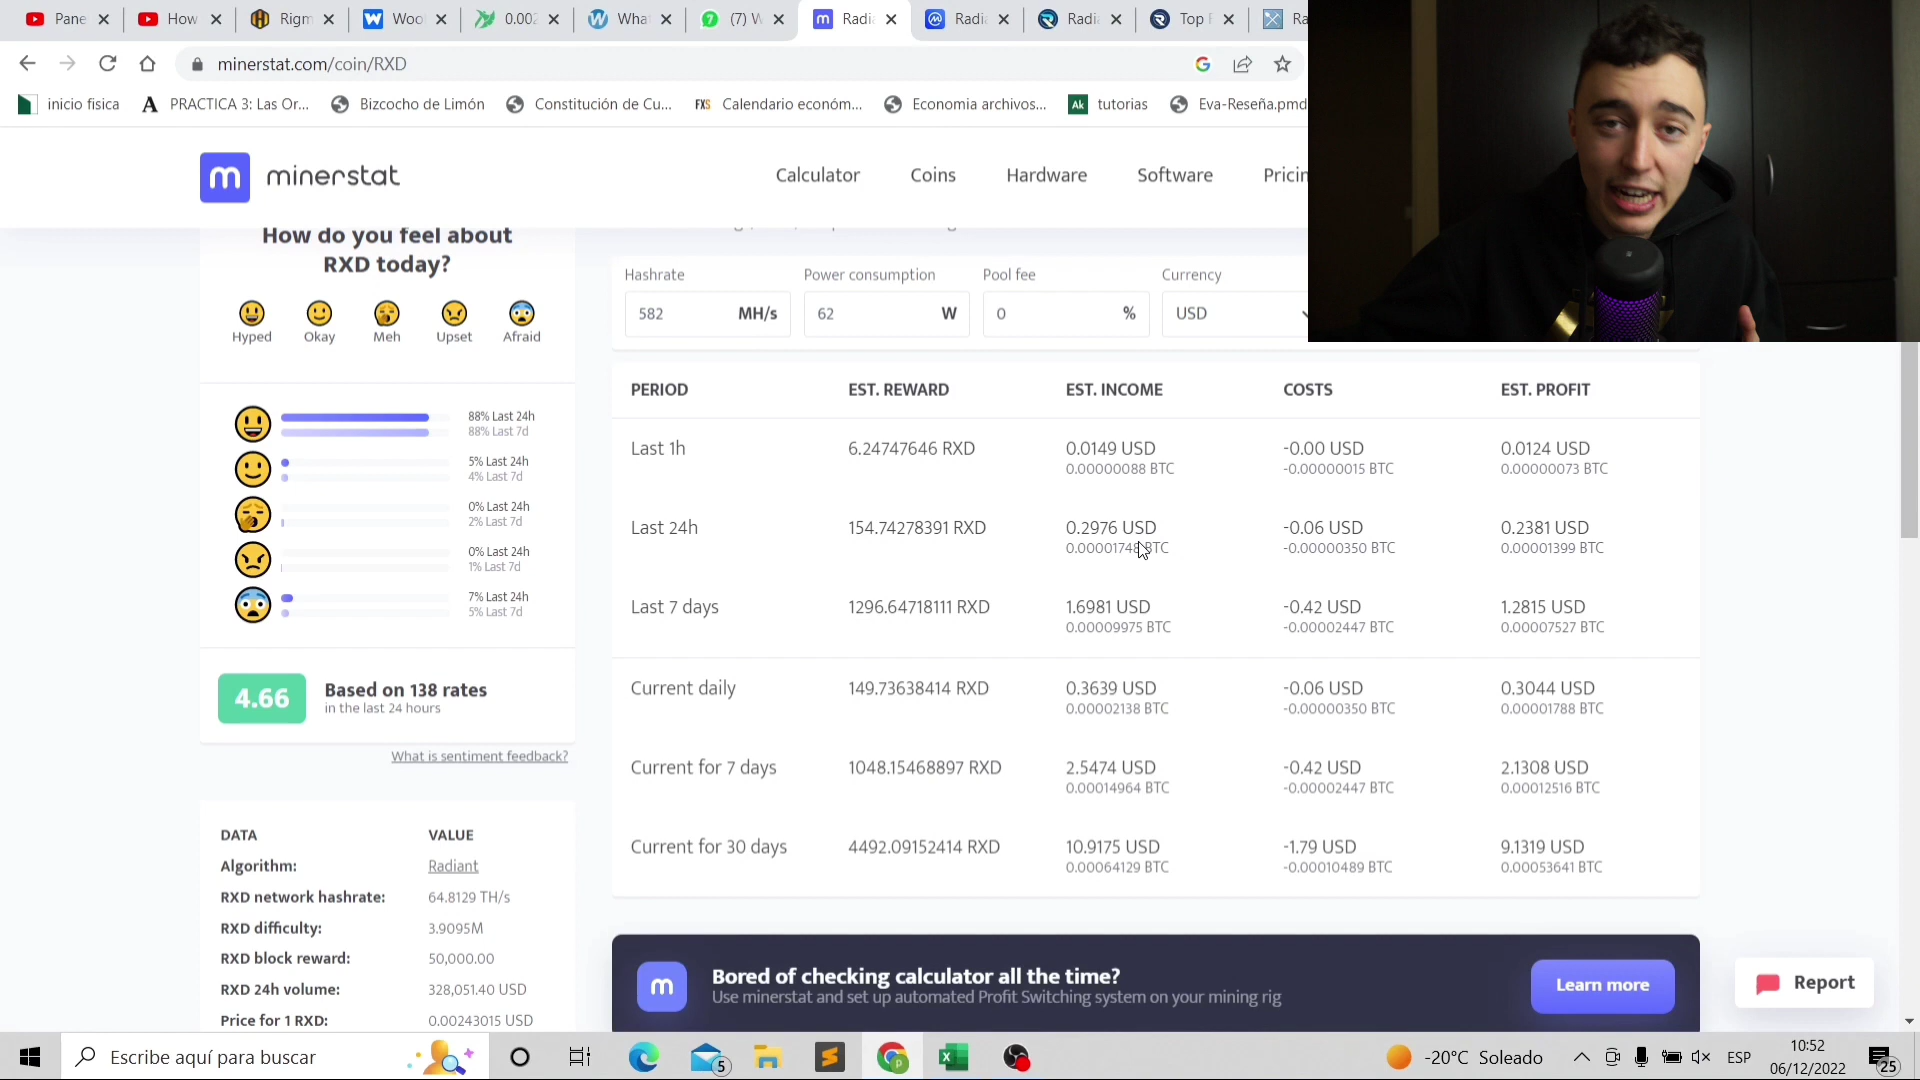 Pane
How
Rigm
Woo
0.002
Wha
(7) W
Radi
Radi
Radi
Top
Ra
minerstat.com/coin/RXD
inicio fisica
PRACTICA 3: Las Or...
Bizcocho de Limón
Constitución de Cu...
FXS
Calendario económ...
Economia archivos...
Ak
tutorias
Eva-Reseña.pmd
m
minerstat
Calculator
Coins
Hardware
Software
Pricin
How do you feel about
RXD today?
Hyped
Okay
Meh
Upset
Afraid
88% Last 24h
88% Last 7d
5% Last 24h
4% Last 7d
0% Last 24h
2% Last 7d
0% Last 24h
1% Last 7d
7% Last 24h
5% Last 7d
4.66
Based on 138 rates
in the last 24 hours
What is sentiment feedback?
DATA VALUE
Algorithm: Radiant
RXD network hashrate: 64.8129 TH/s
RXD difficulty: 3.9095M
RXD block reward: 50,000.00
RXD 24h volume: 328,051.40 USD
Price for 1 RXD: 0.00243015 USD
Hashrate Power consumption Pool fee Currency
582 MH/s 62 W 0 % USD
PERIOD EST. REWARD EST. INCOME COSTS EST. PROFIT
Last 1h 6.24747646 RXD 0.0149 USD -0.00 USD 0.0124 USD
0.00000088 BTC -0.00000015 BTC 0.00000073 BTC
Last 24h 154.74278391 RXD 0.2976 USD -0.06 USD 0.2381 USD
0.00001748 BTC -0.00000350 BTC 0.00001399 BTC
Last 7 days 1296.64718111 RXD 1.6981 USD -0.42 USD 1.2815 USD
0.00009975 BTC -0.00002447 BTC 0.00007527 BTC
Current daily 149.73638414 RXD 0.3639 USD -0.06 USD 0.3044 USD
0.00002138 BTC -0.00000350 BTC 0.00001788 BTC
Current for 7 days 1048.15468897 RXD 2.5474 USD -0.42 USD 2.1308 USD
0.00014964 BTC -0.00002447 BTC 0.00012516 BTC
Current for 30 days 4492.09152414 RXD 10.9175 USD -1.79 USD 9.1319 USD
0.00064129 BTC -0.00010489 BTC 0.00053641 BTC
m
Bored of checking calculator all the time?
Use minerstat and set up automated Profit Switching system on your mining rig
Learn more
Report
Escribe aquí para buscar
5
-20°C Soleado
ESP
10:52
06/12/2022
25